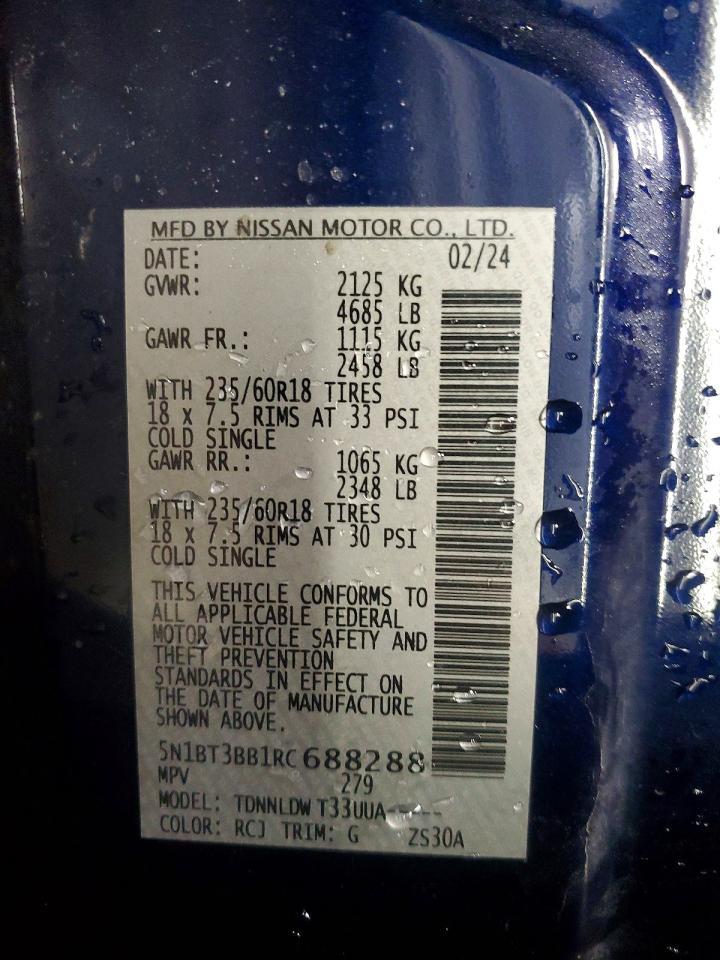 MFD BY NISSAN MOTOR CO., LTD.
DATE: 02/24
GVWR: 2125 KG
4685 LB
GAWR FR.: 1115 KG
2458 LB
WITH 235/60R18 TIRES
18 x 7.5 RIMS AT 33 PSI
COLD SINGLE
GAWR RR.: 1065 KG
2348 LB
WITH 235/60R18 TIRES
18 x 7.5 RIMS AT 30 PSI
COLD SINGLE
THIS VEHICLE CONFORMS TO
ALL APPLICABLE FEDERAL
MOTOR VEHICLE SAFETY AND
THEFT PREVENTION
STANDARDS IN EFFECT ON
THE DATE OF MANUFACTURE
SHOWN ABOVE.
5N1BT3BB1RC688288
MPV 279
MODEL: TDNNLDW T33UUA-----
COLOR: RCJ TRIM: G ZS30A